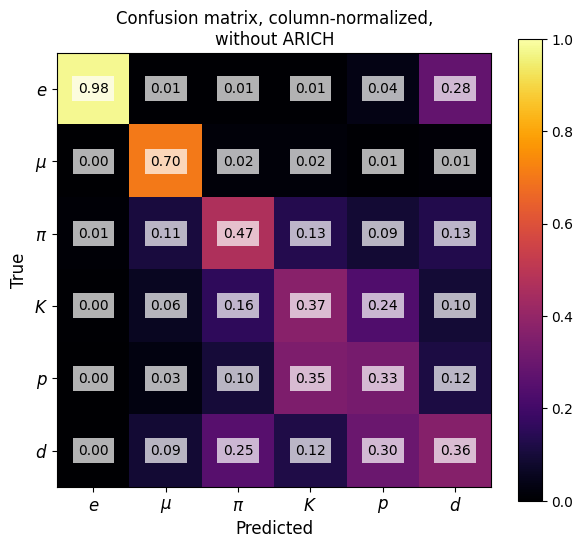 Confusion matrix, column-normalized,
without ARICH
1.0
e 0.98 0.01 0.01 0.01 0.04 0.28
μ 0.00 0.70 0.02 0.02 0.01 0.01
0.8
π 0.01 0.11 0.47 0.13 0.09 0.13
0.6
True
K 0.00 0.06 0.16 0.37 0.24 0.10
0.4
p 0.00 0.03 0.10 0.35 0.33 0.12
0.2
d 0.00 0.09 0.25 0.12 0.30 0.36
0.0
e μ π K p d
Predicted